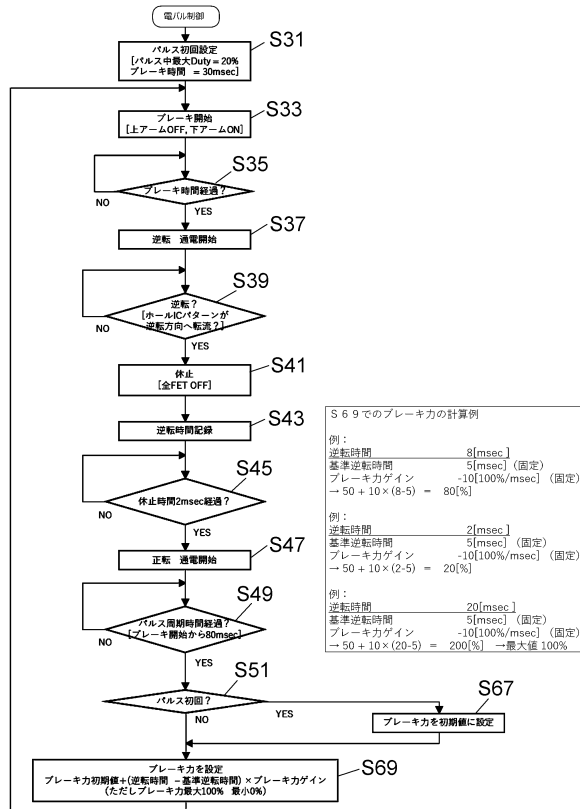 電パル制御
パルス初回設定
[パルス中最大Duty=20%
ブレーキ時間 =30msec]
S31
ブレーキ開始
[上アームOFF, 下アームON]
S33
ブレーキ時間経過?
S35
NO
YES
逆転 通電開始
S37
逆転?
[ホールICパターンが
逆転方向へ転流?]
S39
NO
YES
休止
[全FET OFF]
S41
逆転時間記録
S43
休止時間2msec経過?
S45
NO
YES
正転 通電開始
S47
パルス周期時間経過?
[ブレーキ開始から80msec]
S49
NO
YES
パルス初回?
S51
YES
NO
ブレーキ力を初期値に設定
S67
ブレーキ力を設定
ブレーキ力初期値+(逆転時間 -基準逆転時間)×ブレーキ力ゲイン
(ただしブレーキ力最大100% 最小0%)
S69
S69でのブレーキ力の計算例
例:
逆転時間 8[msec]
基準逆転時間 5[msec] (固定)
ブレーキ力ゲイン -10[100%/msec] (固定)
→50+10×(8-5) = 80[%]
例:
逆転時間 2[msec]
基準逆転時間 5[msec] (固定)
ブレーキ力ゲイン -10[100%/msec] (固定)
→50+10×(2-5) = 20[%]
例:
逆転時間 20[msec]
基準逆転時間 5[msec] (固定)
ブレーキ力ゲイン -10[100%/msec] (固定)
→50+10×(20-5) = 200[%] →最大値 100%